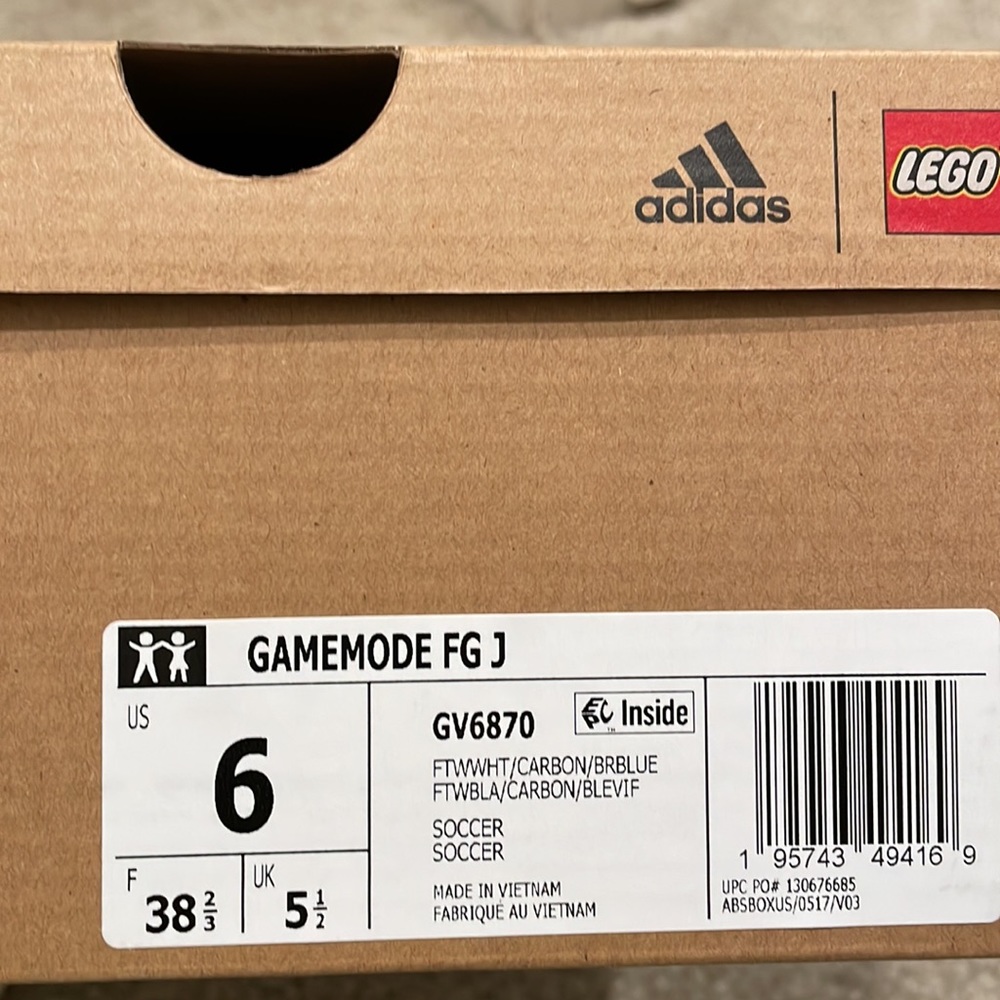 adidas
LEGO
GAMEMODE FG J
US
6
F
38 2/3
UK
5 1/2
GV6870
Inside
™
FTWWHT/CARBON/BRBLUE
FTWBLA/CARBON/BLEVIF
SOCCER
SOCCER
MADE IN VIETNAM
FABRIQUÉ AU VIETNAM
1 95743 49416 9
UPC PO# 130676685
ABSBOXUS/0517/V03